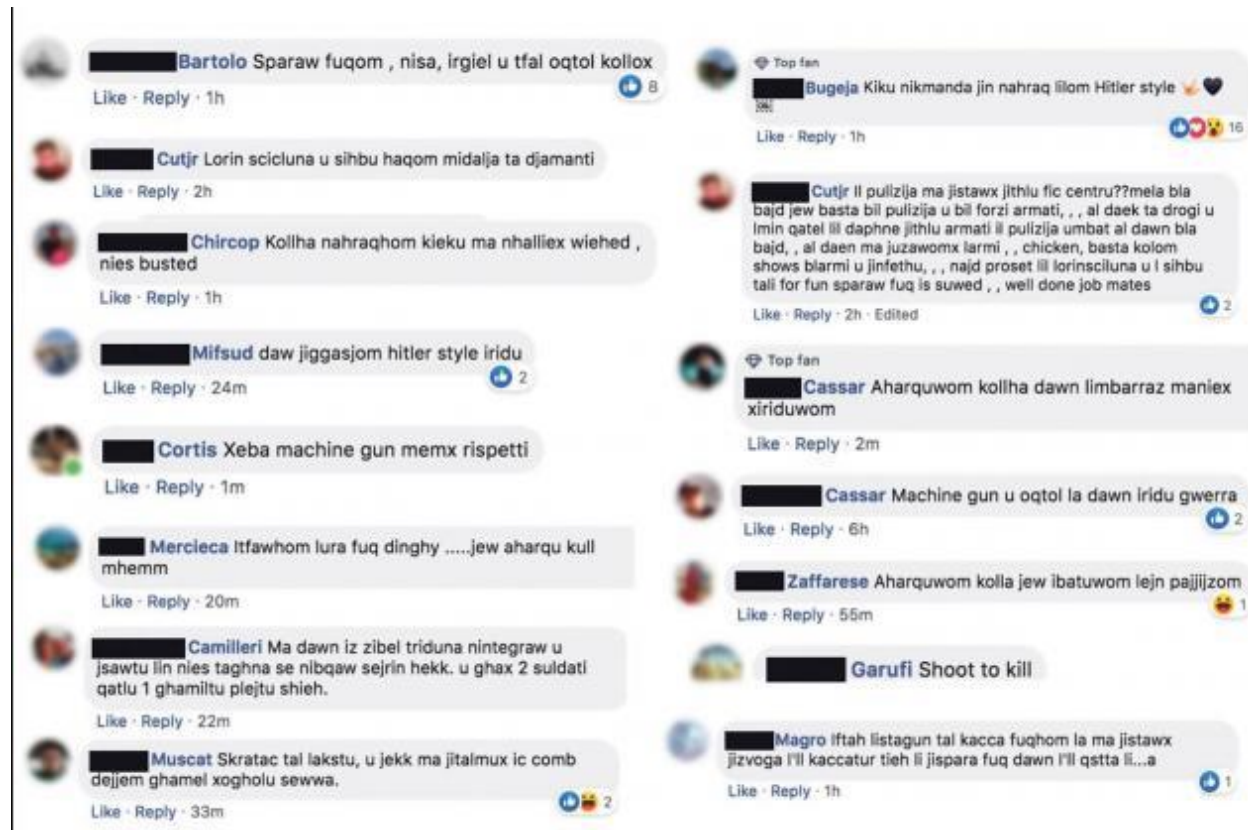 Bartolo Sparaw fuqom , nisa, irgiel u tfal oqtol kollox
8
Like · Reply · 1h
Cutjr Lorin scicluna u sihbu haqom midalja ta djamanti
Like · Reply · 2h
Chircop Kollha nahraqhom kieku ma nhalliex wiehed ,
nies busted
Like · Reply · 1h
Mifsud daw jiggasjom hitler style iridu
2
Like · Reply · 24m
Cortis Xeba machine gun memx rispetti
Like · Reply · 1m
Mercieca Itfawhom lura fuq dinghy .....jew aharqu kull
mhemm
Like · Reply · 20m
Camilleri Ma dawn iz zibel triduna nintegraw u
jsawtu lin nies taghna se nibqaw sejrin hekk. u ghax 2 suldati
qatlu 1 ghamiltu plejtu shieh.
Like · Reply · 22m
Muscat Skratac tal lakstu, u jekk ma jitalmux ic comb
dejjem ghamel xogholu sewwa.
2
Like · Reply · 33m
Top fan
Bugeja Kiku nikmanda jin nahraq lilom Hitler style
16
Like · Reply · 1h
Cutjr Il pulizija ma jistawx jithlu fic centru??mela bla
bajd jew basta bil pulizija u bil forzi armati, , , al daek ta drogi u
lmin qatel lil daphne jithlu armati il pulizija umbat al dawn bla
bajd, , al daen ma juzawomx larmi , , chicken, basta kolom
shows blarmi u jinfethu, , , najd proset lil lorinsciluna u l sihbu
tali for fun sparaw fuq is suwed , , well done job mates
2
Like · Reply · 2h · Edited
Top fan
Cassar Aharquwom kollha dawn limbarraz maniex
xiriduwom
Like · Reply · 2m
Cassar Machine gun u oqtol la dawn iridu gwerra
2
Like · Reply · 6h
Zaffarese Aharquwom kolla jew ibatuwom lejn pajjijzom
1
Like · Reply · 55m
Garufi Shoot to kill
Magro Iftah listagun tal kacca fuqhom la ma jistawx
jizvoga I'll kaccatur tieh li jispara fuq dawn I'll qstta li...a
1
Like · Reply · 1h